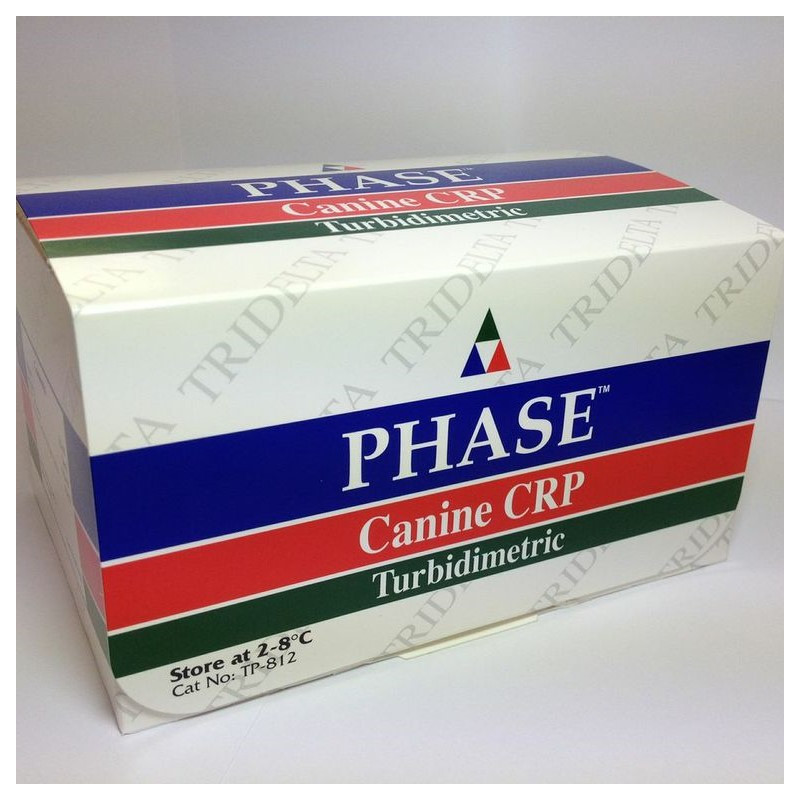 PHASE
Canine CRP
Turbidimetric
TRIDELTA
PHASE™
Canine CRP
Turbidimetric
Store at 2-8°C
Cat No: TP-812